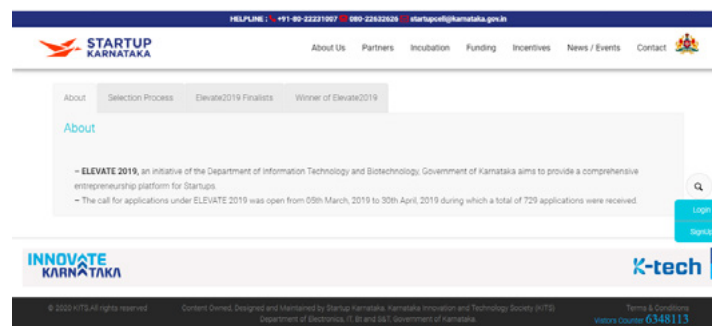 HELPLINE : +91-80-22231007 080-22632626 startupcell@karnataka.gov.in
STARTUP
KARNATAKA
About Us Partners Incubation Funding Incentives News / Events Contact
About Selection Process Elevate2019 Finalists Winner of Elevate2019
About
– ELEVATE 2019, an initiative of the Department of Information Technology and Biotechnology, Government of Karnataka aims to provide a comprehensive
entrepreneurship platform for Startups.
– The call for applications under ELEVATE 2019 was open from 05th March, 2019 to 30th April, 2019 during which a total of 729 applications were received.
Login
SignUp
INNOVATE
KARNATAKA
K-tech
© 2020 KITS.All rights reserved Content Owned, Designed and Maintained by Startup Karnataka. Karnataka Innovation and Technology Society (KITS) Terms & Conditions
Department of Electronics, IT, Bt and S&T, Government of Karnataka. Visitors Counter 6348113